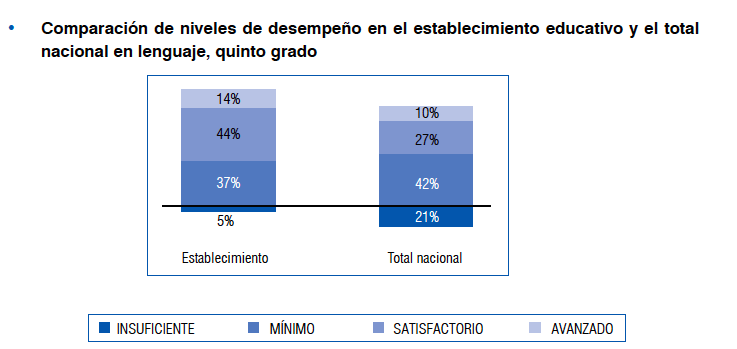 • Comparación de niveles de desempeño en el establecimiento educativo y el total
nacional en lenguaje, quinto grado
14%
10%
44%
27%
37%
42%
5%
21%
Establecimiento Total nacional
INSUFICIENTE MÍNIMO SATISFACTORIO AVANZADO